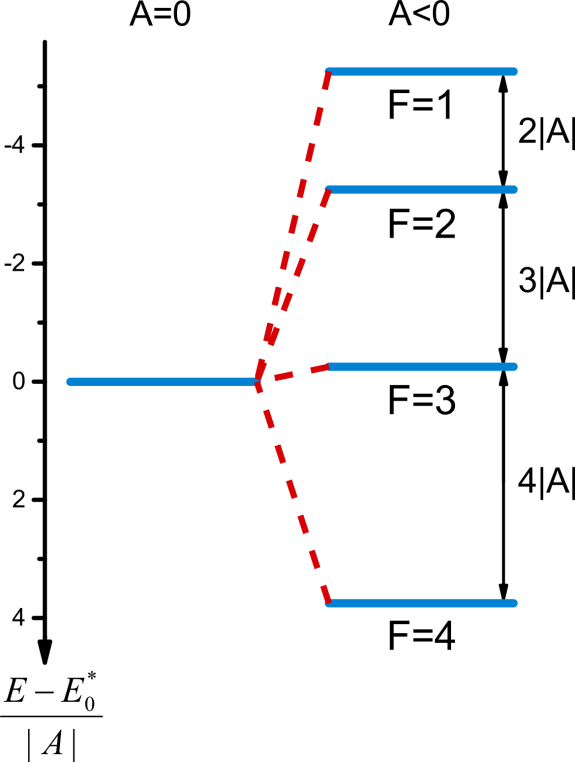 A=0
A<0
F=1
2|A|
-4
F=2
-2
3|A|
0
F=3
4|A|
2
4
F=4
E – E₀*
| A |